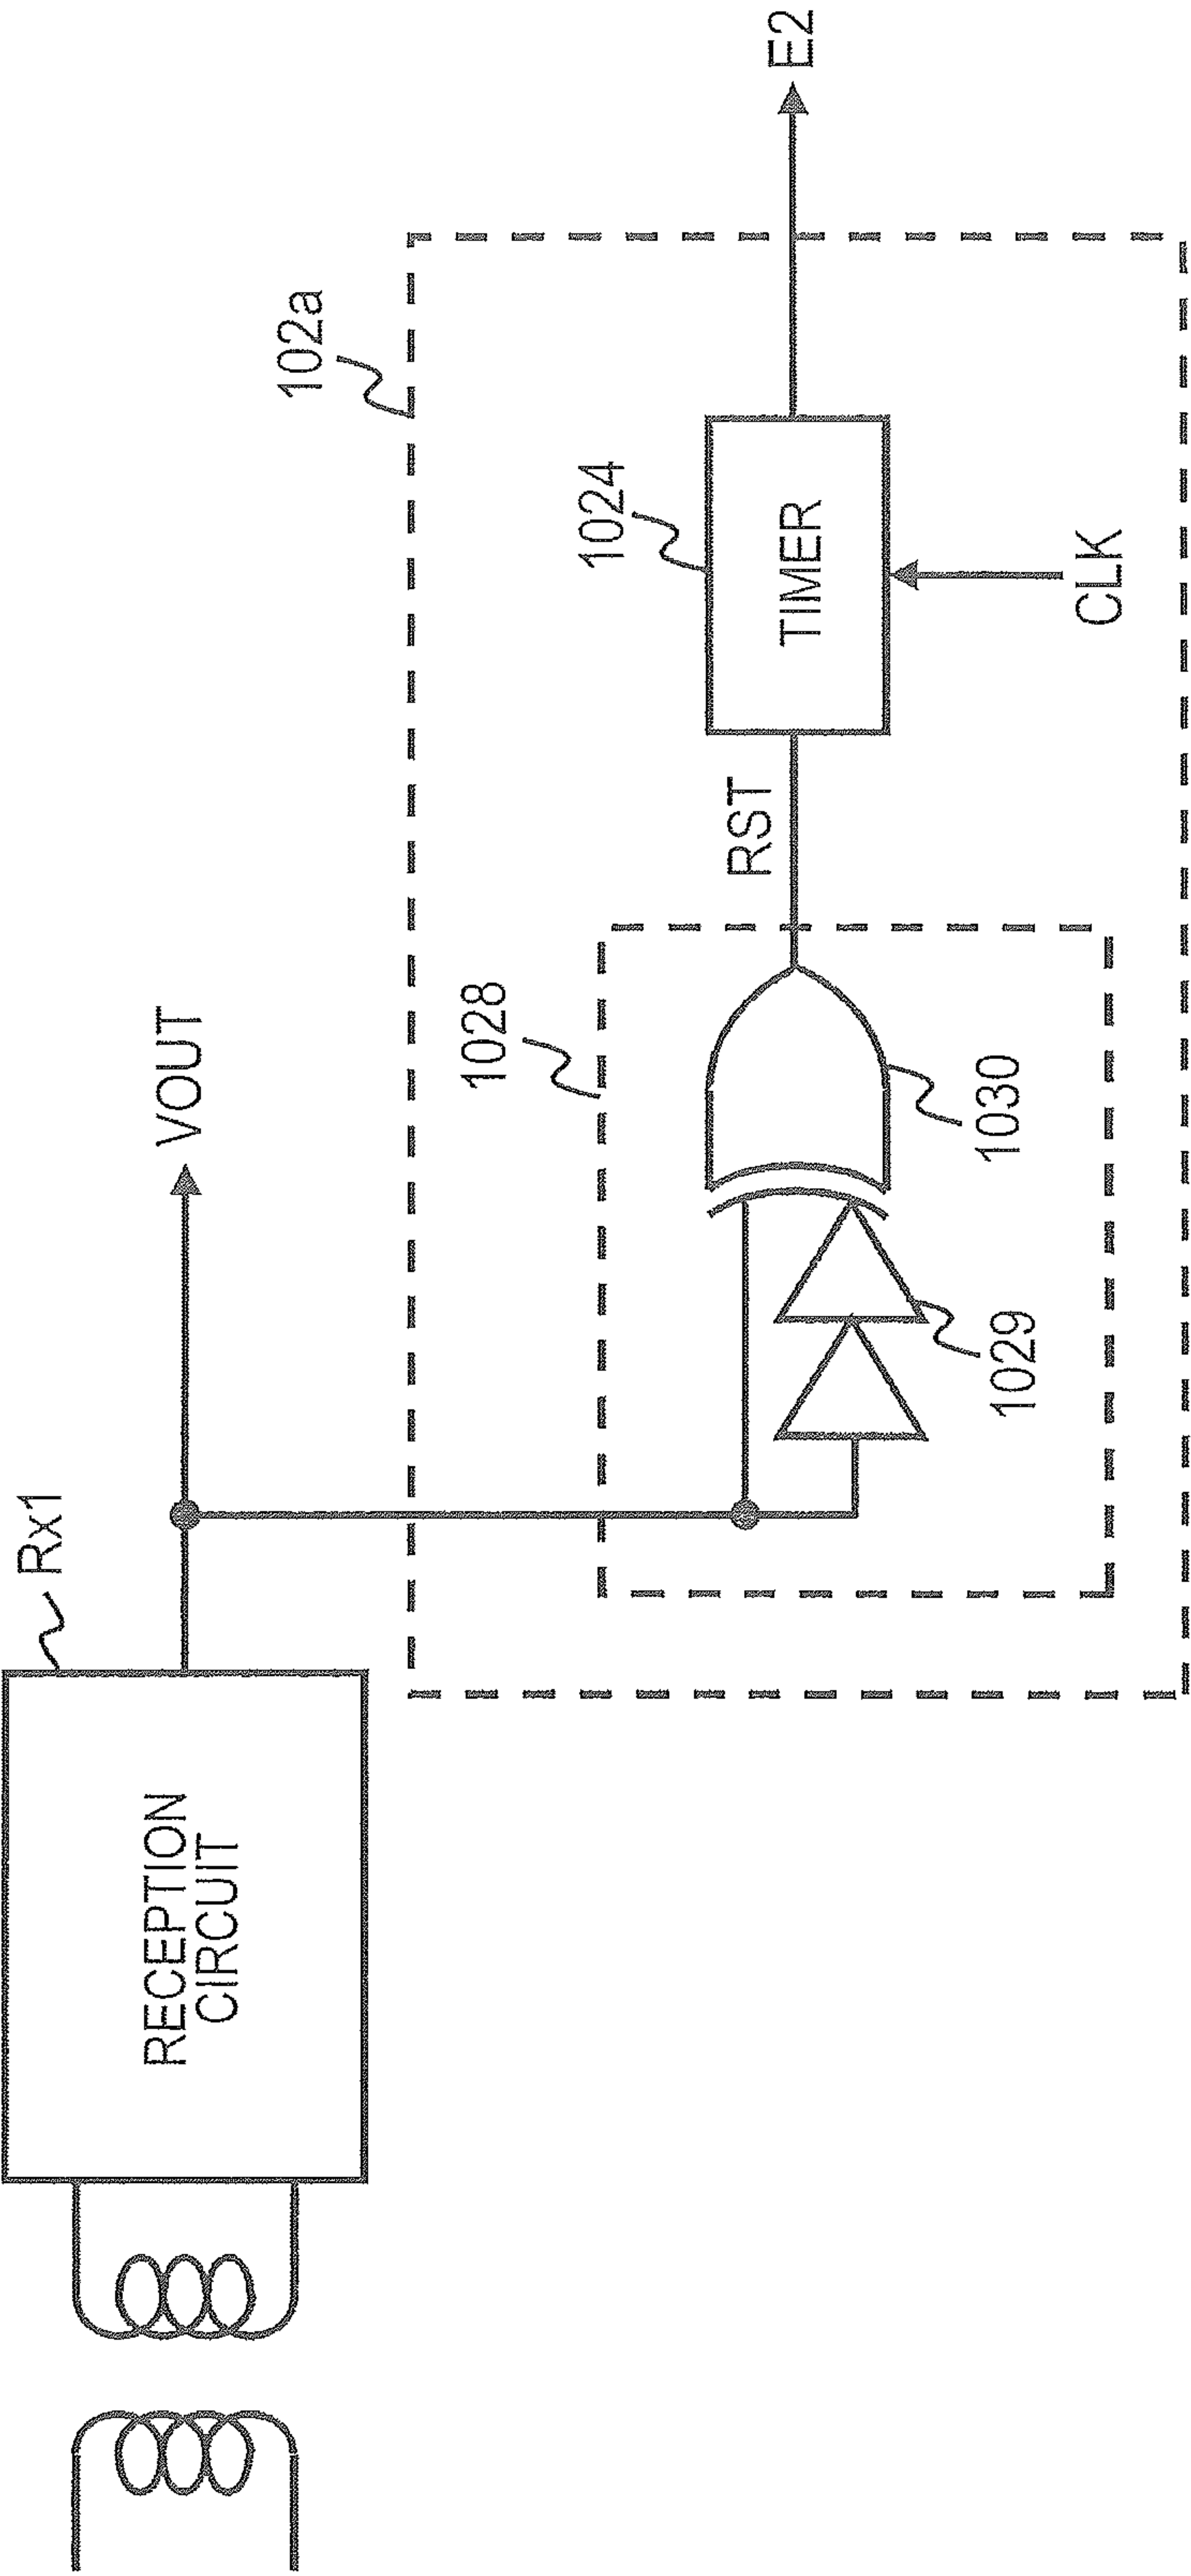 Rx1
RECEPTION
CIRCUIT
VOUT
102a
1028
1029
1030
RST
1024
TIMER
CLK
E2